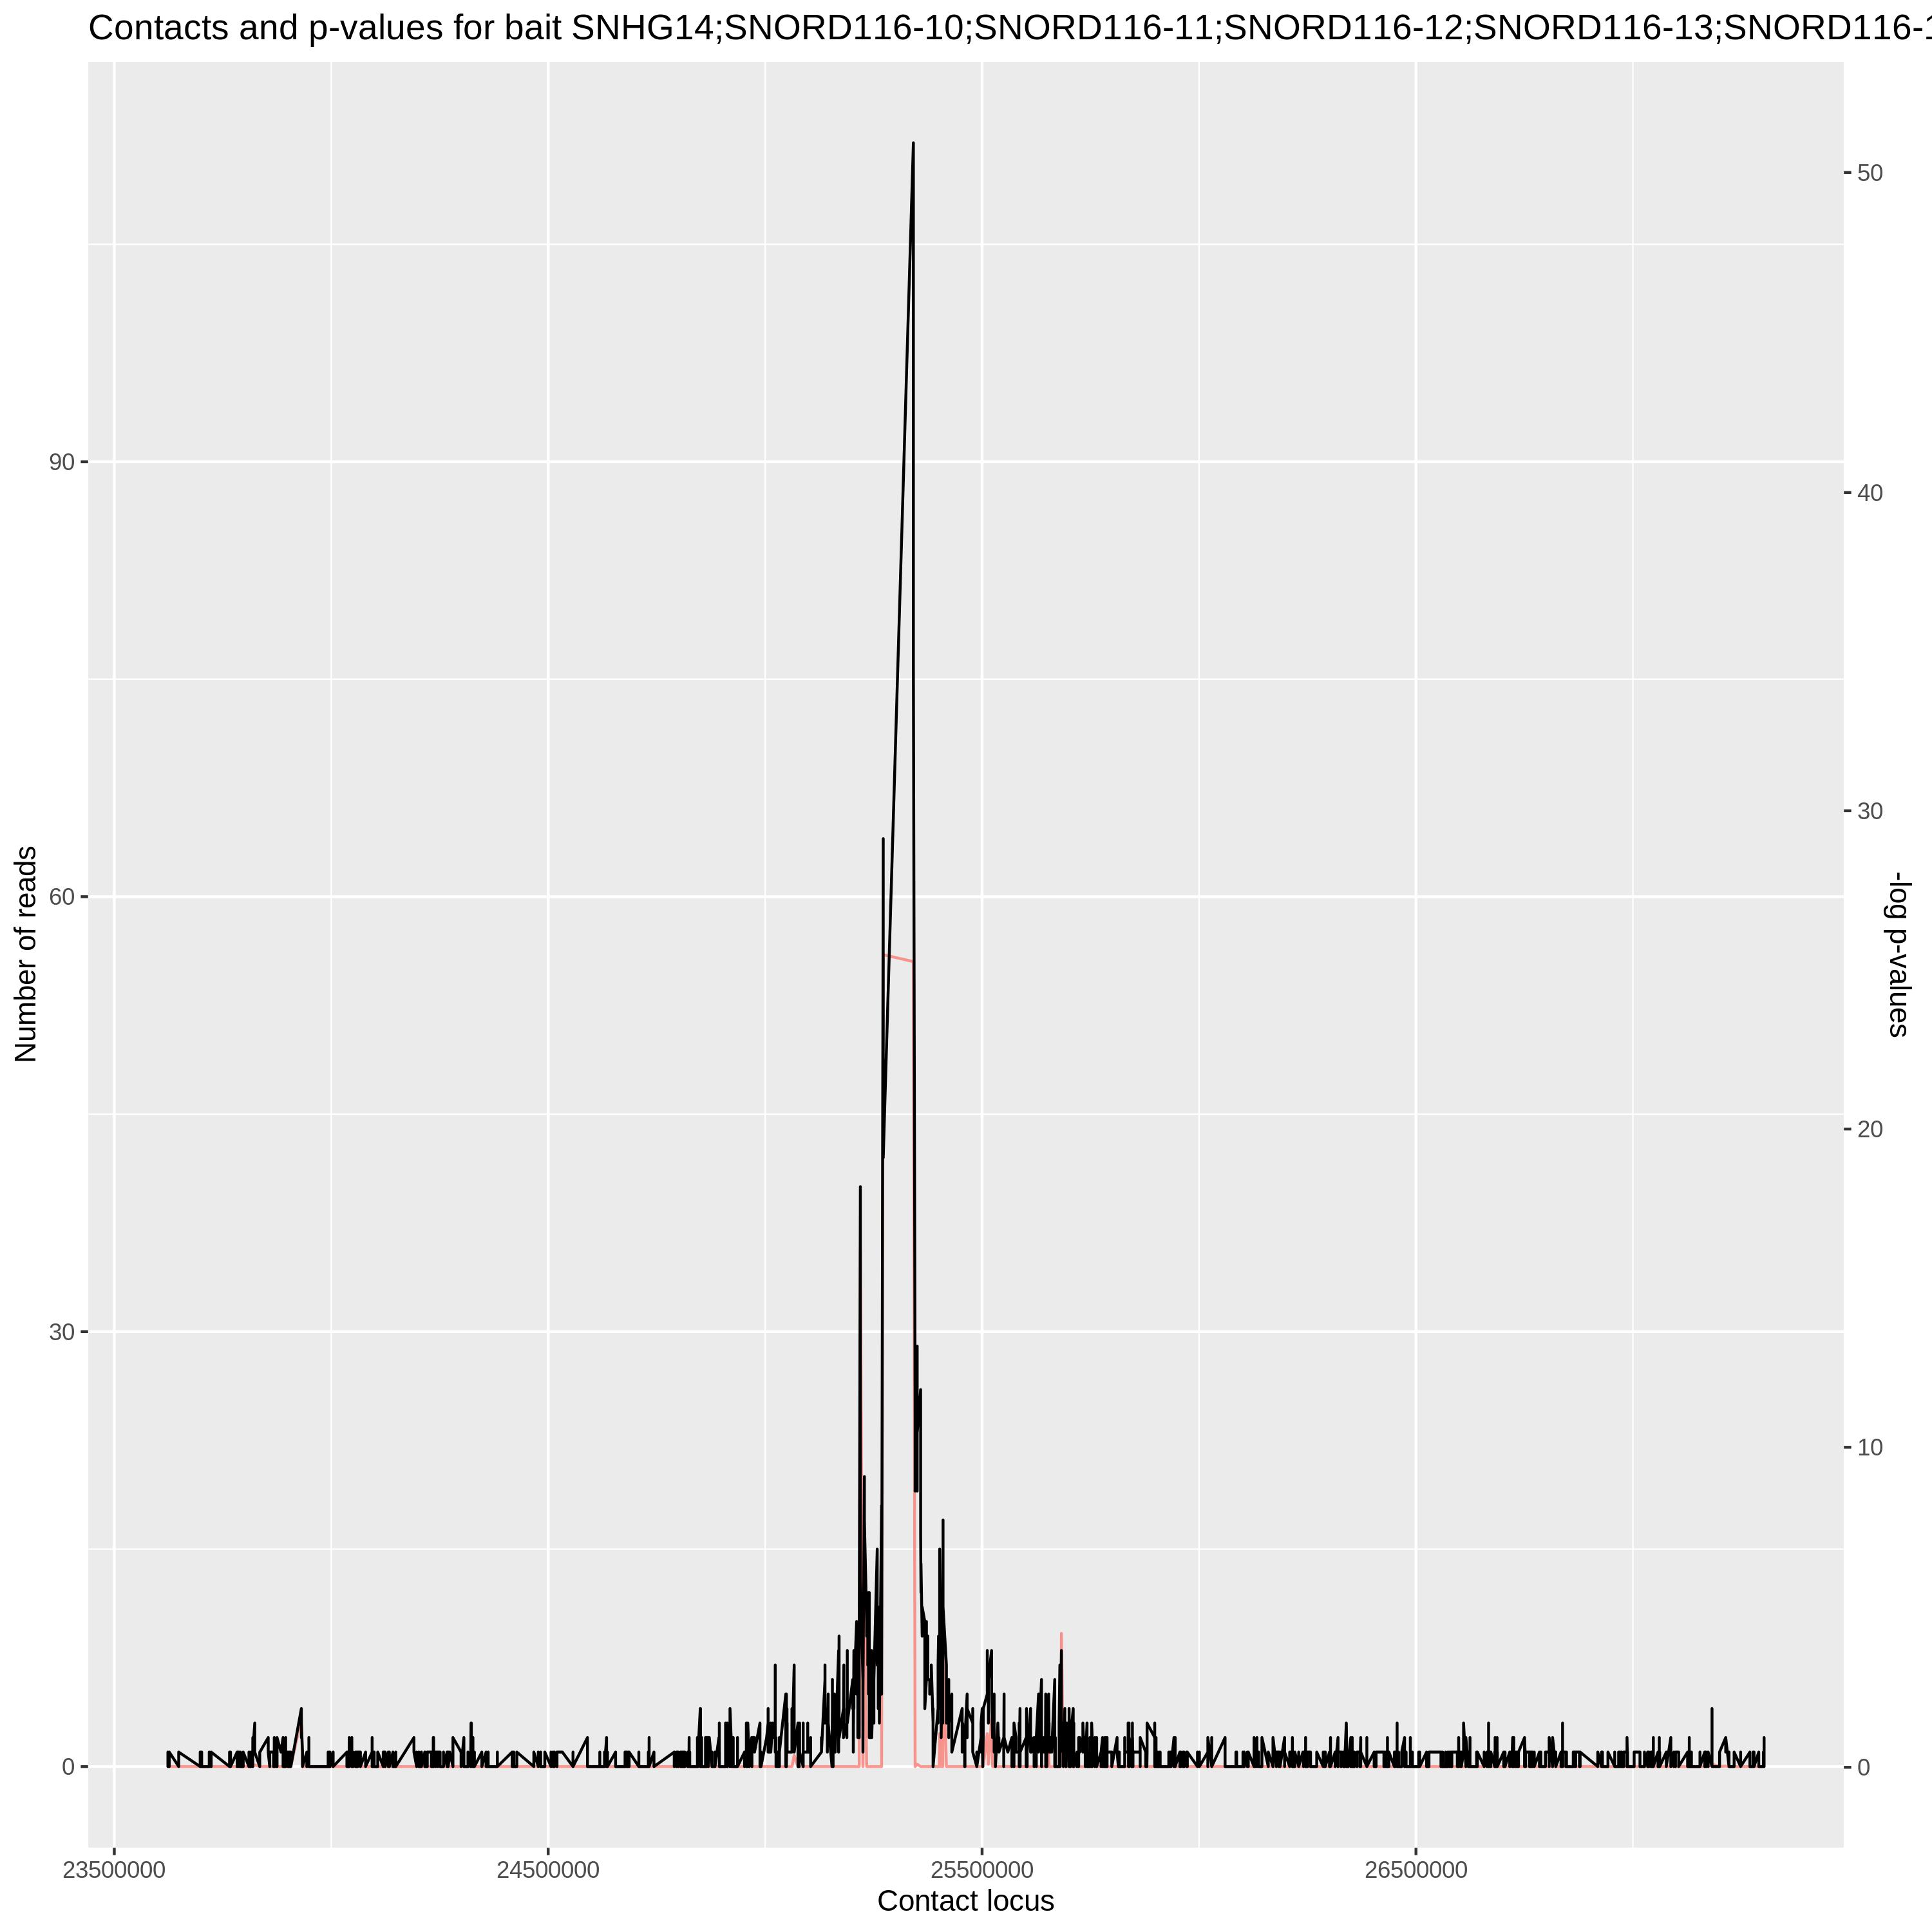 Contacts and p-values for bait SNHG14;SNORD116-10;SNORD116-11;SNORD116-12;SNORD116-13;SNORD116-1
90
60
30
0
50
40
30
20
10
0
Number of reads
-log p-values
23500000 24500000 25500000 26500000
Contact locus